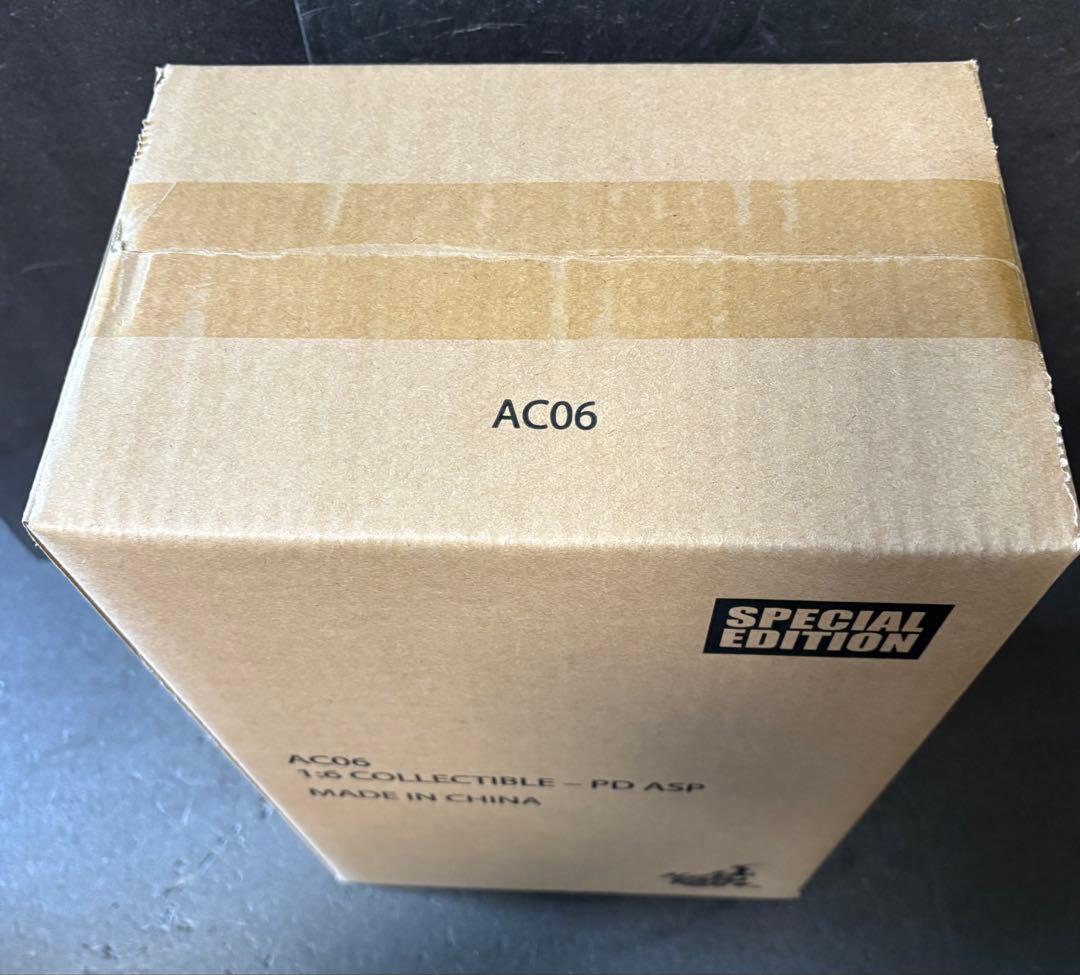 AC06
SPECIAL
EDITION
AC06
1:6 COLLECTIBLE – PD ASP
MADE IN CHINA